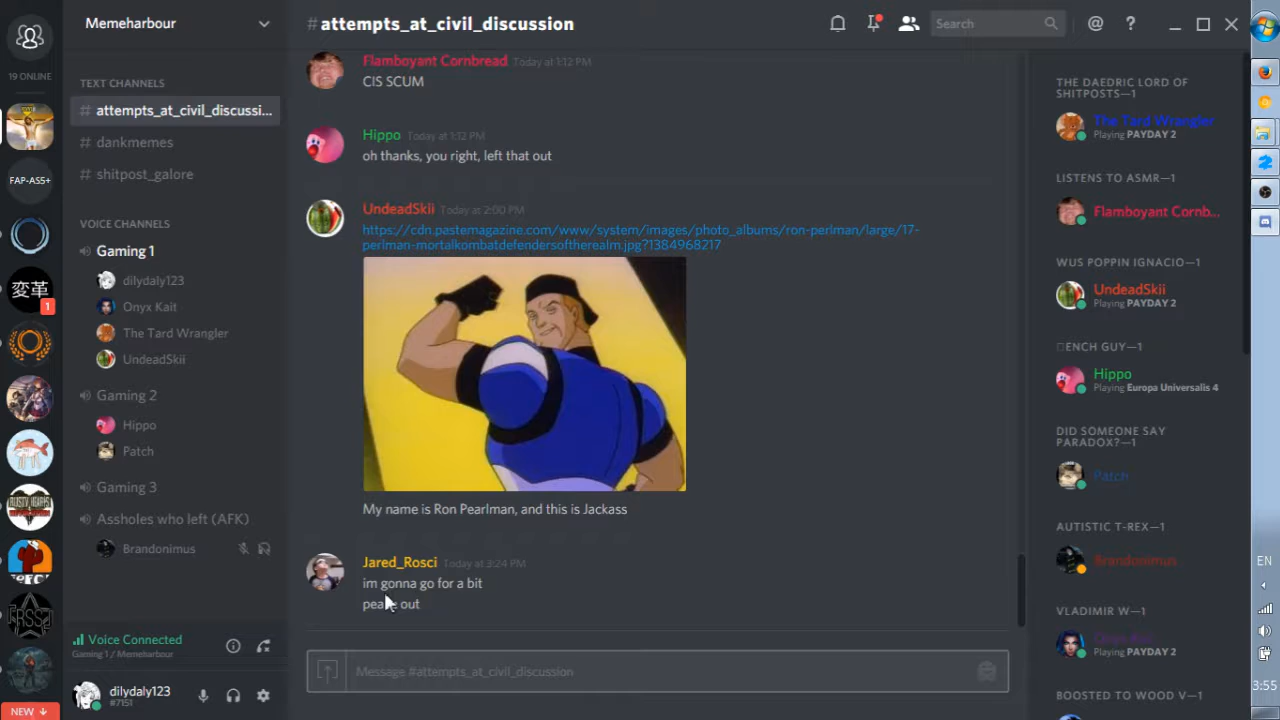 Memeharbour
19 ONLINE
FAP-ASS+
変革
1
NEW ↓
TEXT CHANNELS
# attempts_at_civil_discussi...
# dankmemes
# shitpost_galore
VOICE CHANNELS
Gaming 1
dilydaly123
Onyx Kait
The Tard Wrangler
UndeadSkii
Gaming 2
Hippo
Patch
Gaming 3
Assholes who left (AFK)
Brandonimus
Voice Connected
Gaming 1 / Memeharbour
dilydaly123
#7151
#attempts_at_civil_discussion
Search
@
?
Flamboyant Cornbread Today at 1:12 PM
CIS SCUM
Hippo Today at 1:12 PM
oh thanks, you right, left that out
UndeadSkii Today at 2:00 PM
https://cdn.pastemagazine.com/www/system/images/photo_albums/ron-perlman/large/17-
perlman-mortalkombatdefendersoftherealm.jpg?1384968217
My name is Ron Pearlman, and this is Jackass
Jared_Rosci Today at 3:24 PM
im gonna go for a bit
peace out
Message #attempts_at_civil_discussion
THE DAEDRIC LORD OF
SHITPOSTS—1
The Tard Wrangler
Playing PAYDAY 2
LISTENS TO ASMR—1
Flamboyant Cornb...
WUS POPPIN IGNACIO—1
UndeadSkii
Playing PAYDAY 2
ENCH GUY—1
Hippo
Playing Europa Universalis 4
DID SOMEONE SAY
PARADOX?—1
Patch
AUTISTIC T-REX—1
Brandonimus
VLADIMIR W—1
Onyx Kait
Playing PAYDAY 2
BOOSTED TO WOOD V—1
EN
3:55